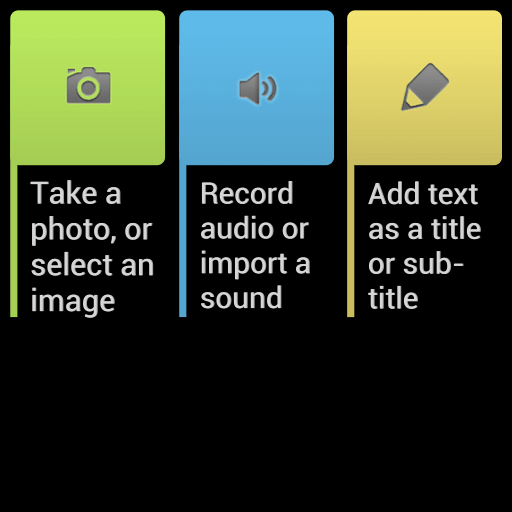 Take a
photo, or
select an
image
Record
audio or
import a
sound
Add text
as a title
or sub-
title